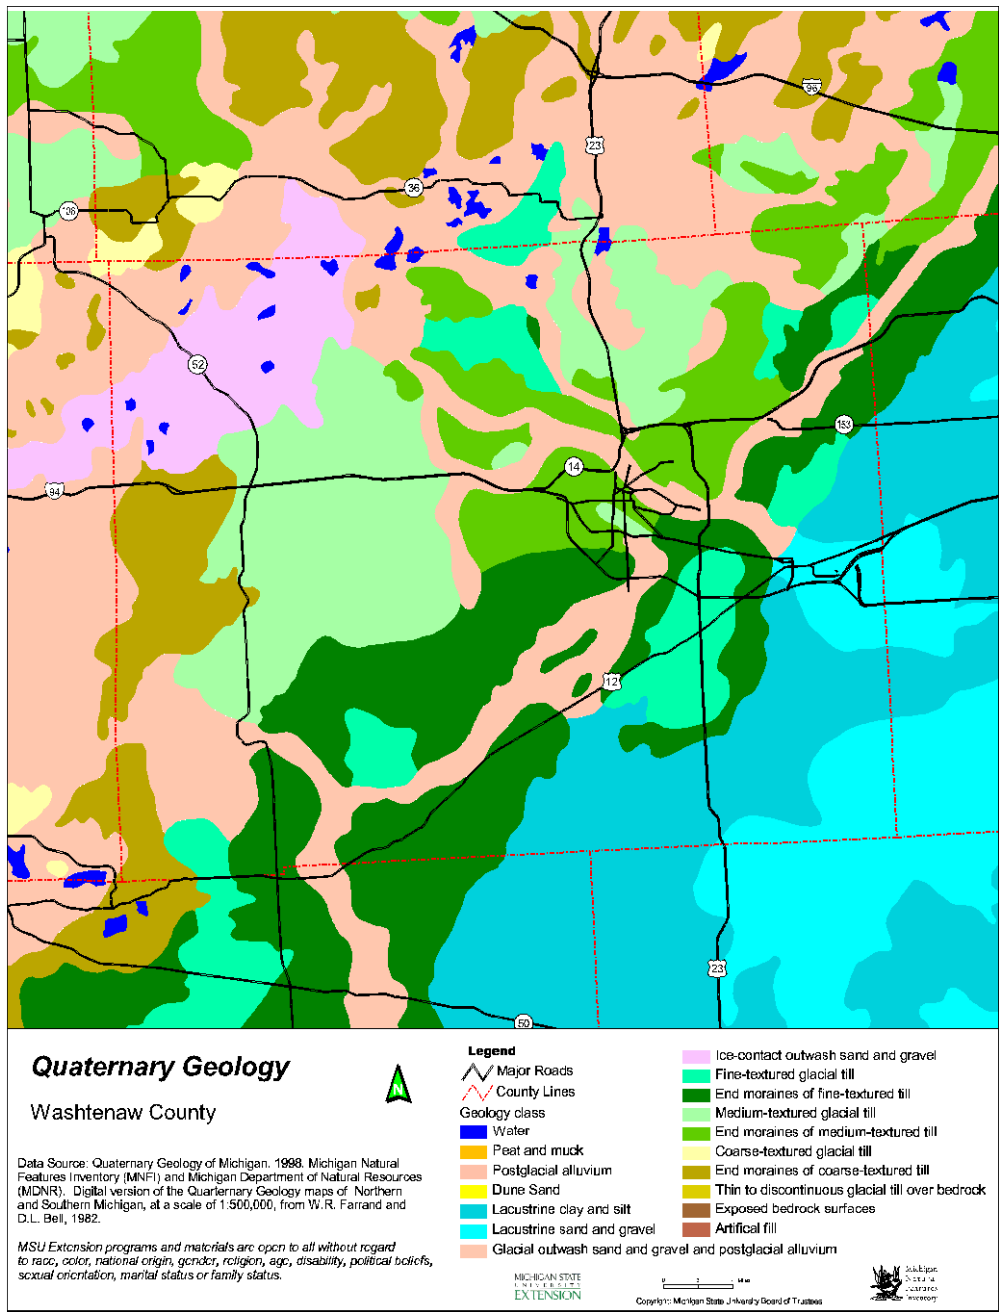 96
23
36
136
52
153
14
94
12
23
50
Quaternary Geology
Washtenaw County
Data Source: Quaternary Geology of Michigan. 1998. Michigan Natural
Features Inventory (MNFI) and Michigan Department of Natural Resources
(MDNR). Digital version of the Quarternary Geology maps of Northern
and Southern Michigan, at a scale of 1:500,000, from W.R. Farrand and
D.L. Bell, 1982.
MSU Extension programs and materials are open to all without regard
to race, color, national origin, gender, religion, age, disability, political beliefs,
sexual orientation, marital status or family status.
N
Legend
Major Roads
County Lines
Geology class
Water
Peat and muck
Postglacial alluvium
Dune Sand
Lacustrine clay and silt
Lacustrine sand and gravel
Glacial outwash sand and gravel and postglacial alluvium
Ice-contact outwash sand and gravel
Fine-textured glacial till
End moraines of fine-textured till
Medium-textured glacial till
End moraines of medium-textured till
Coarse-textured glacial till
End moraines of coarse-textured till
Thin to discontinuous glacial till over bedrock
Exposed bedrock surfaces
Artifical fill
MICHIGAN STATE
UNIVERSITY
EXTENSION
Copyright: Michigan State University Board of Trustees
Michigan
Natural
Features
Inventory